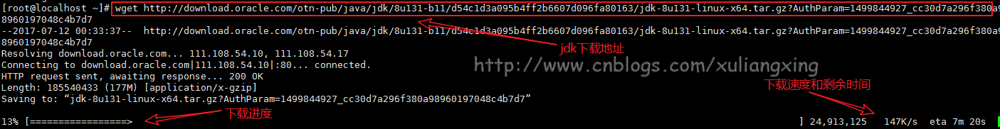 [root@localhost ~]# wget http://download.oracle.com/otn-pub/java/jdk/8u131-b11/d54c1d3a095b4ff2b6607d096fa80163/jdk-8u131-linux-x64.tar.gz?AuthParam=1499844927_cc30d7a296f380a9
8960197048c4b7d7
--2017-07-12 00:33:37--  http://download.oracle.com/otn-pub/java/jdk/8u131-b11/d54c1d3a095b4ff2b6607d096fa80163/jdk-8u131-linux-x64.tar.gz?AuthParam=1499844927_cc30d7a296f380a9
8960197048c4b7d7
Resolving download.oracle.com... 111.108.54.10, 111.108.54.17
jdk下载地址
Connecting to download.oracle.com|111.108.54.10|:80... connected.
http://www.cnblogs.com/xuliangxing
HTTP request sent, awaiting response... 200 OK
Length: 185540433 (177M) [application/x-gzip]
下载速度和剩余时间
Saving to: “jdk-8u131-linux-x64.tar.gz?AuthParam=1499844927_cc30d7a296f380a98960197048c4b7d7”
下载进度
13% [=================>                    ] 24,913,125   147K/s  eta 7m 20s